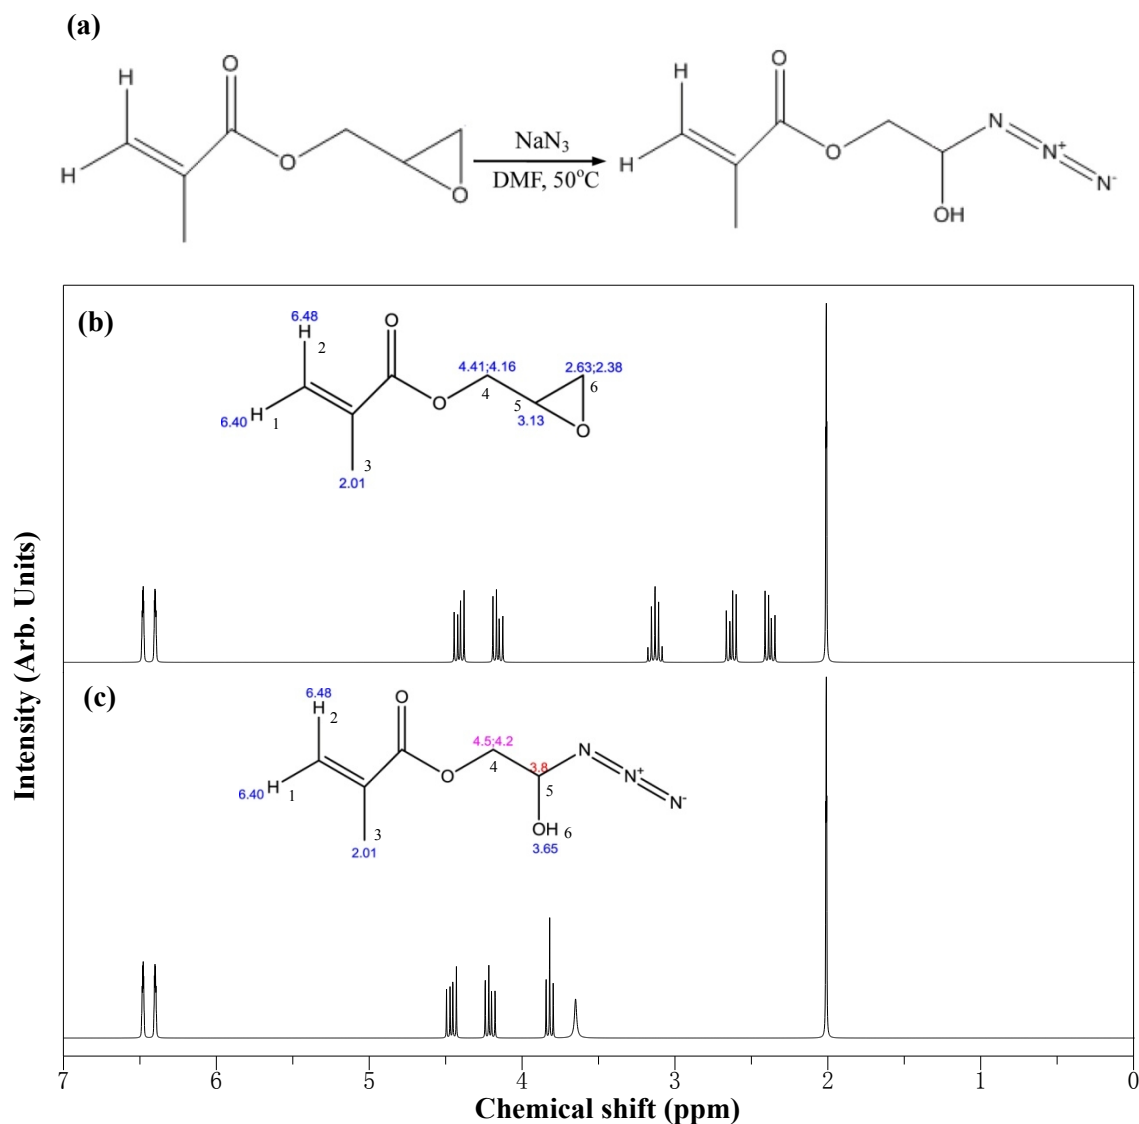 (a)
H
H
O
O
O
NaN3
DMF, 50°C
H
H
O
O
N
N+
N-
OH
(b)
6.48
H
2
6.40 H
1
O
O
4.41;4.16
4
5
3.13
2.63;2.38
6
O
3
2.01
(c)
6.48
H
2
6.40 H
1
O
O
4.5;4.2
4
3.8
5
N
N+
N-
OH 6
3.65
3
2.01
Intensity (Arb. Units)
7 6 5 4 3 2 1 0
Chemical shift (ppm)